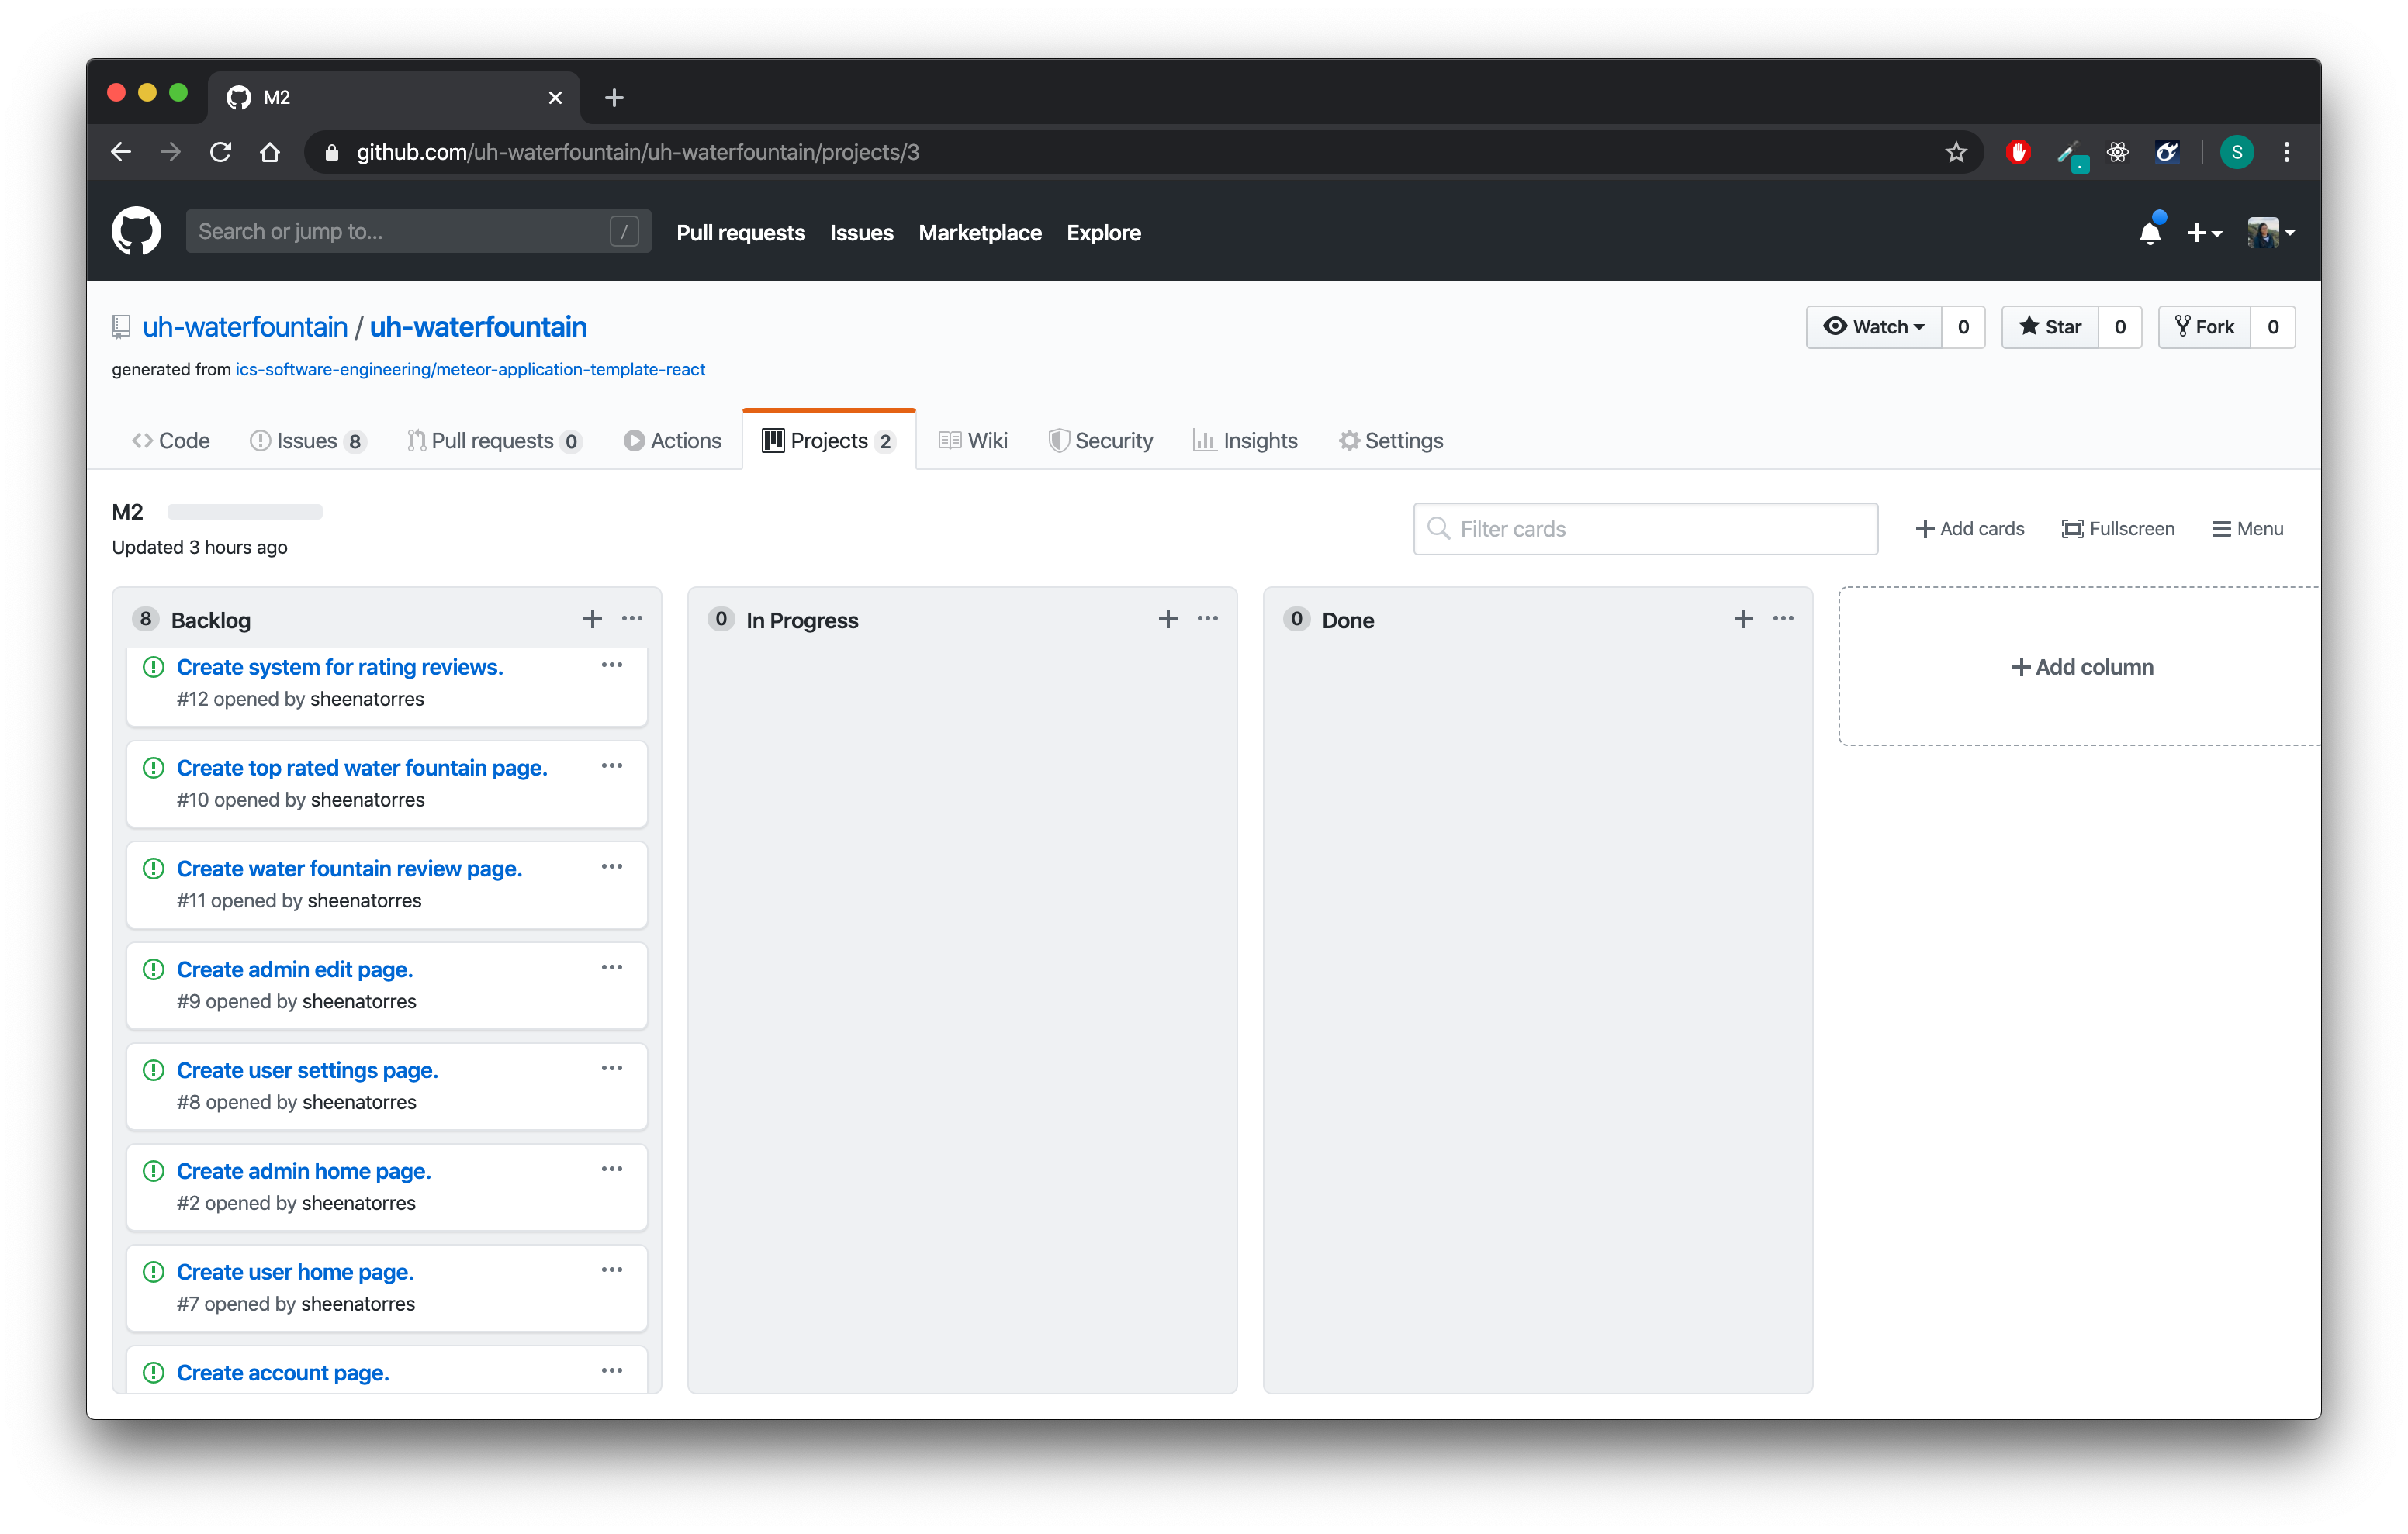 M2
github.com/uh-waterfountain/uh-waterfountain/projects/3
S
Search or jump to... /
Pull requests Issues Marketplace Explore
uh-waterfountain / uh-waterfountain
Watch 0 Star 0 Fork 0
generated from ics-software-engineering/meteor-application-template-react
Code Issues 8 Pull requests 0 Actions Projects 2 Wiki Security Insights Settings
M2
Updated 3 hours ago
Filter cards
Add cards Fullscreen Menu
8 Backlog
Create system for rating reviews.
#12 opened by sheenatorres
Create top rated water fountain page.
#10 opened by sheenatorres
Create water fountain review page.
#11 opened by sheenatorres
Create admin edit page.
#9 opened by sheenatorres
Create user settings page.
#8 opened by sheenatorres
Create admin home page.
#2 opened by sheenatorres
Create user home page.
#7 opened by sheenatorres
Create account page.
0 In Progress
0 Done
Add column